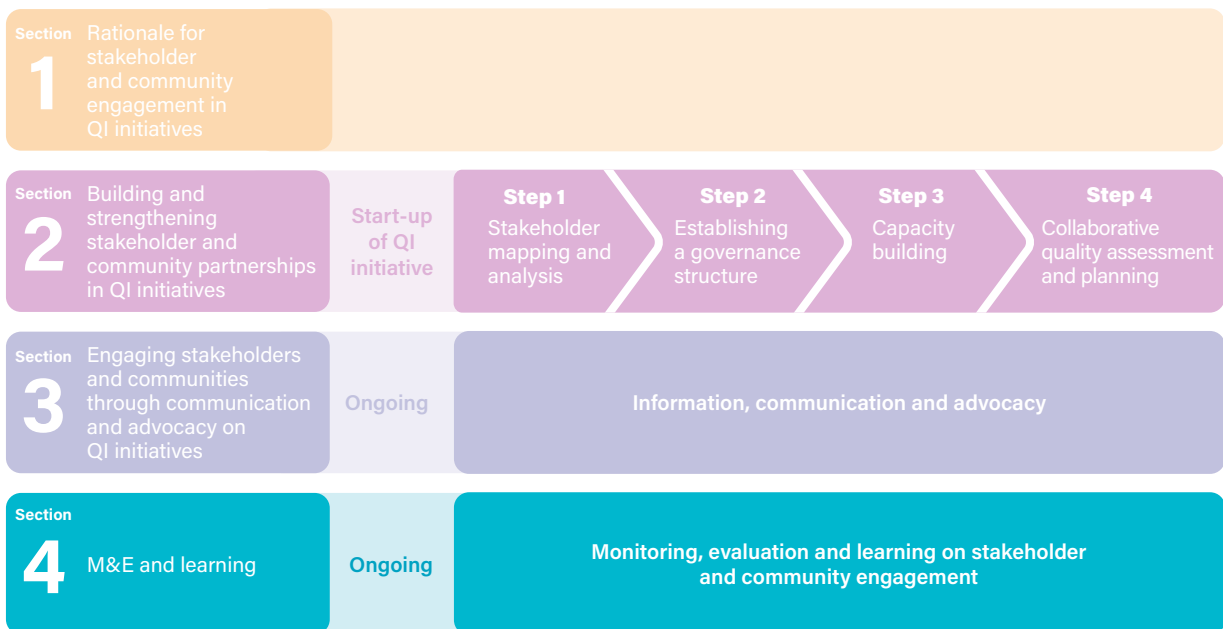 Section
1
Rationale for
stakeholder
and community
engagement in
QI initiatives
Section
2
Building and
strengthening
stakeholder and
community partnerships
in QI initiatives
Start-up
of QI
initiative
Step 1
Stakeholder
mapping and
analysis
Step 2
Establishing
a governance
structure
Step 3
Capacity
building
Step 4
Collaborative
quality assessment
and planning
Section
3
Engaging stakeholders
and communities
through communication
and advocacy on
QI initiatives
Ongoing
Information, communication and advocacy
Section
4
M&E and learning
Ongoing
Monitoring, evaluation and learning on stakeholder
and community engagement